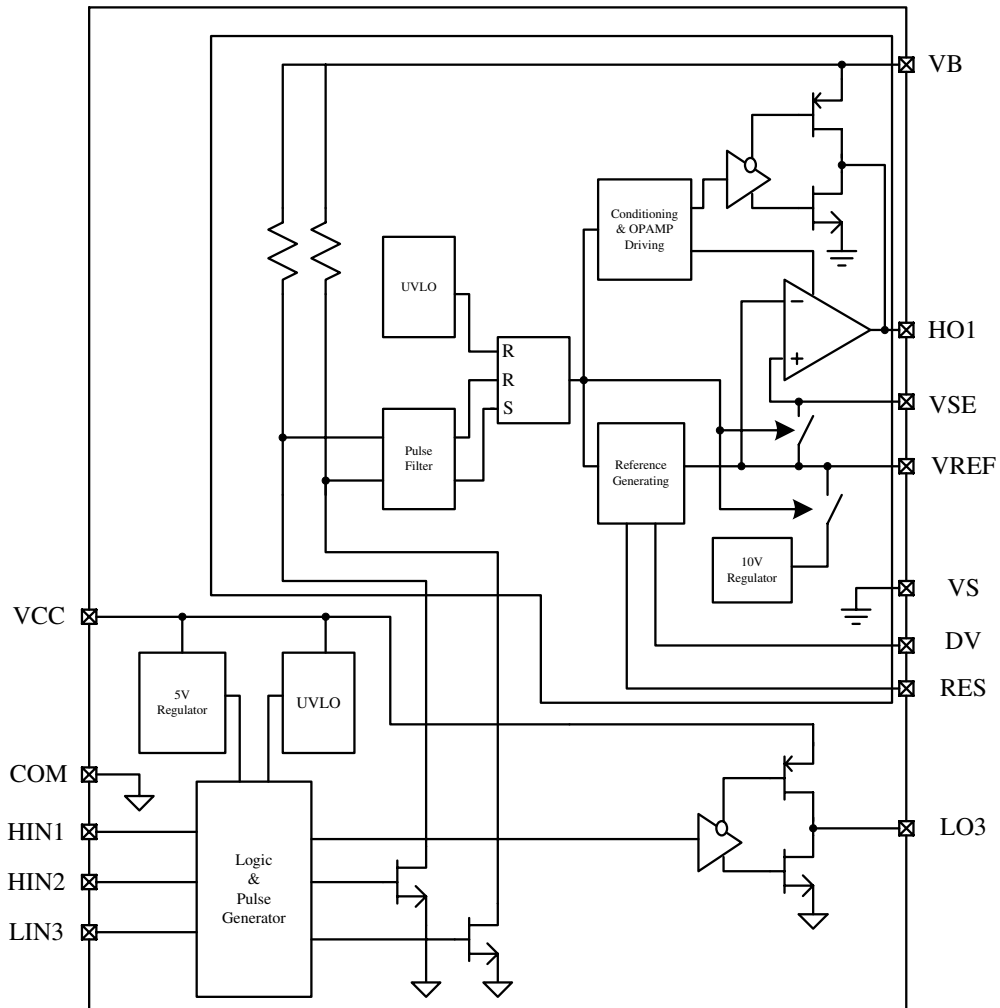 VB
Conditioning
& OPAMP
Driving
UVLO
−
HO1
R
+
R
S
VSE
Pulse
Filter
Reference
Generating
VREF
10V
Regulator
VS
VCC
DV
5V
Regulator
UVLO
RES
COM
HIN1
LO3
Logic
&
Pulse
Generator
HIN2
LIN3